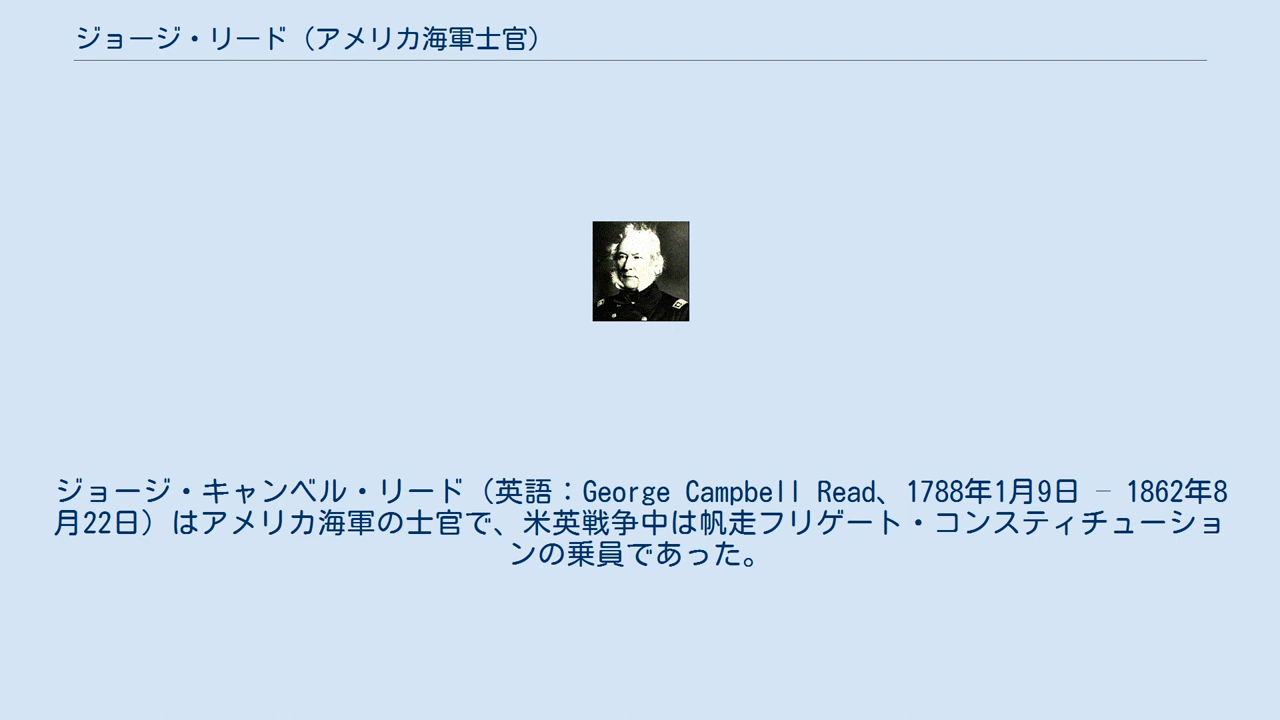 ジョージ・リード（アメリカ海軍士官）
ジョージ・キャンベル・リード（英語：George Campbell Read、1788年1月9日 – 1862年8
月22日）はアメリカ海軍の士官で、米英戦争中は帆走フリゲート・コンスティチューショ
ンの乗員であった。